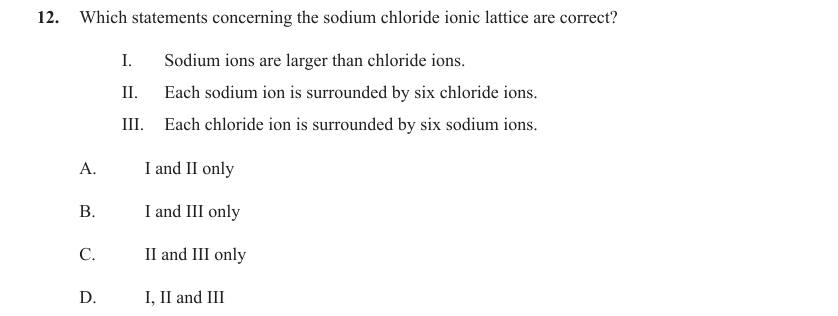 12. Which statements concerning the sodium chloride ionic lattice are correct?
I. Sodium ions are larger than chloride ions.
II. Each sodium ion is surrounded by six chloride ions.
III. Each chloride ion is surrounded by six sodium ions.
A. I and II only
B. I and III only
C. II and III only
D. I, II and III